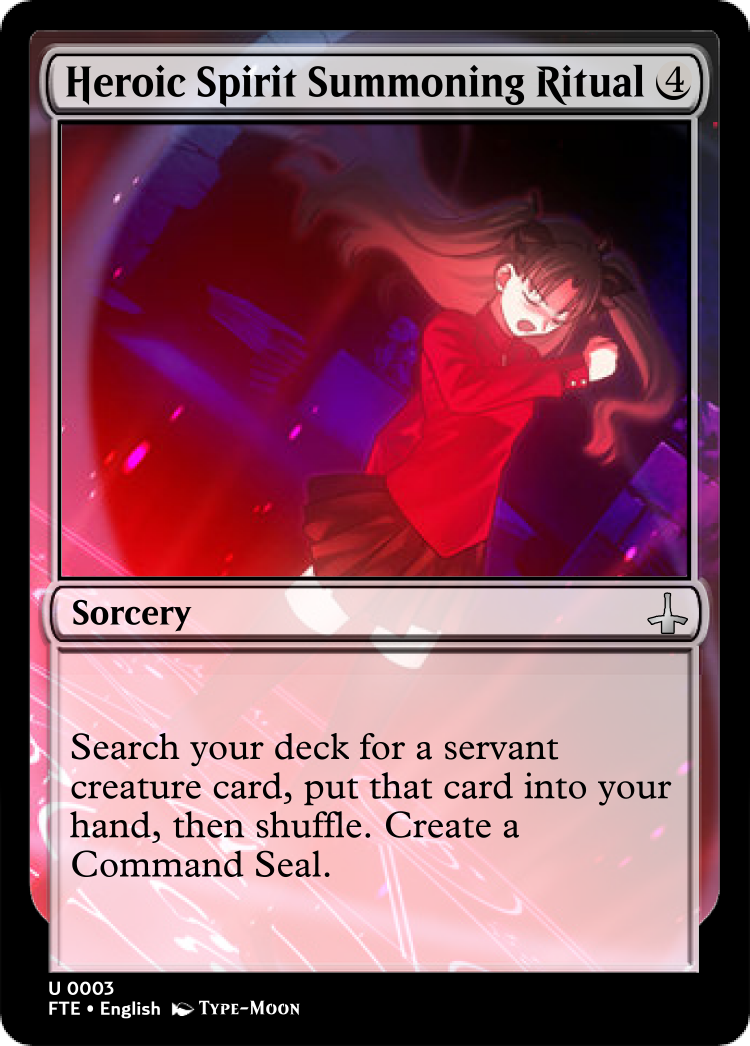 Heroic Spirit Summoning Ritual 4
Sorcery
Search your deck for a servant
creature card, put that card into your
hand, then shuffle. Create a
Command Seal.
U 0003
FTE • English Type-Moon